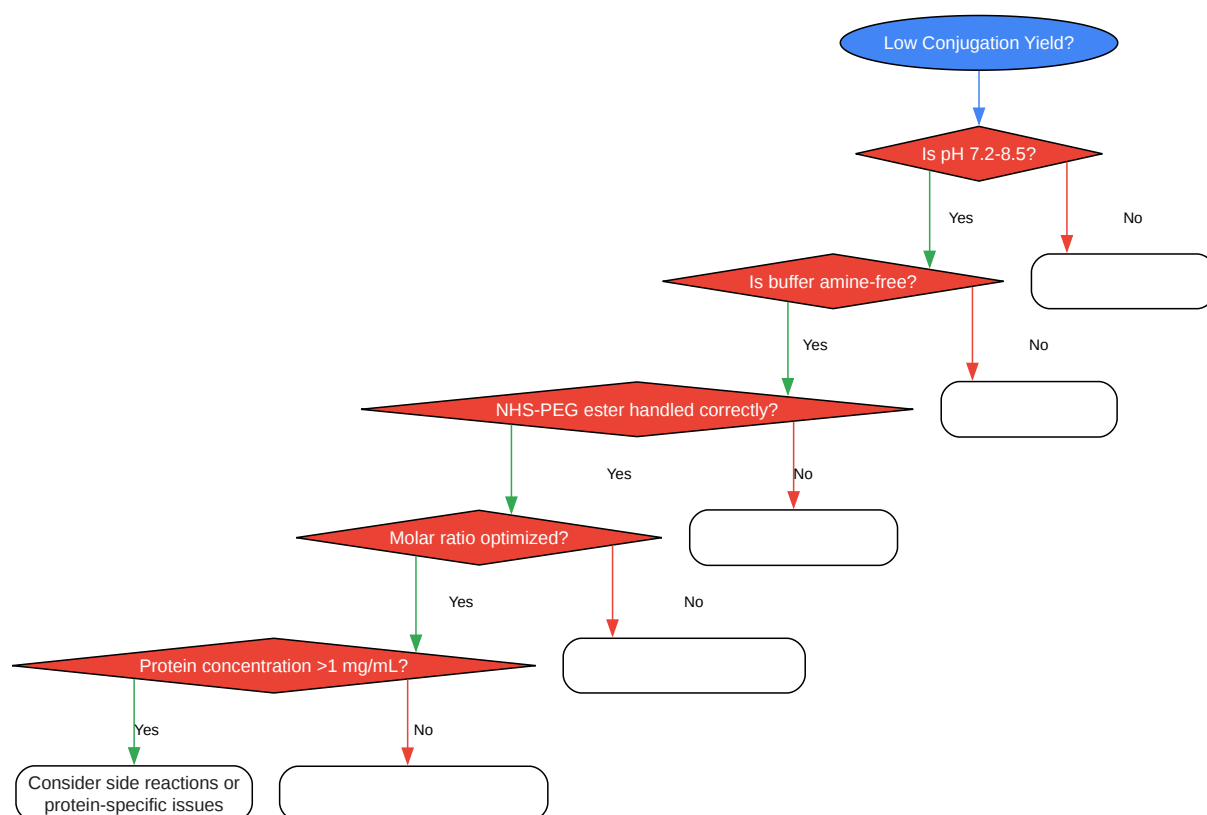 Low Conjugation Yield?
Is pH 7.2-8.5?
Yes
No
Is buffer amine-free?
Yes
No
NHS-PEG ester handled correctly?
Yes
No
Molar ratio optimized?
Yes
No
Protein concentration >1 mg/mL?
Yes
No
Consider side reactions or
protein-specific issues